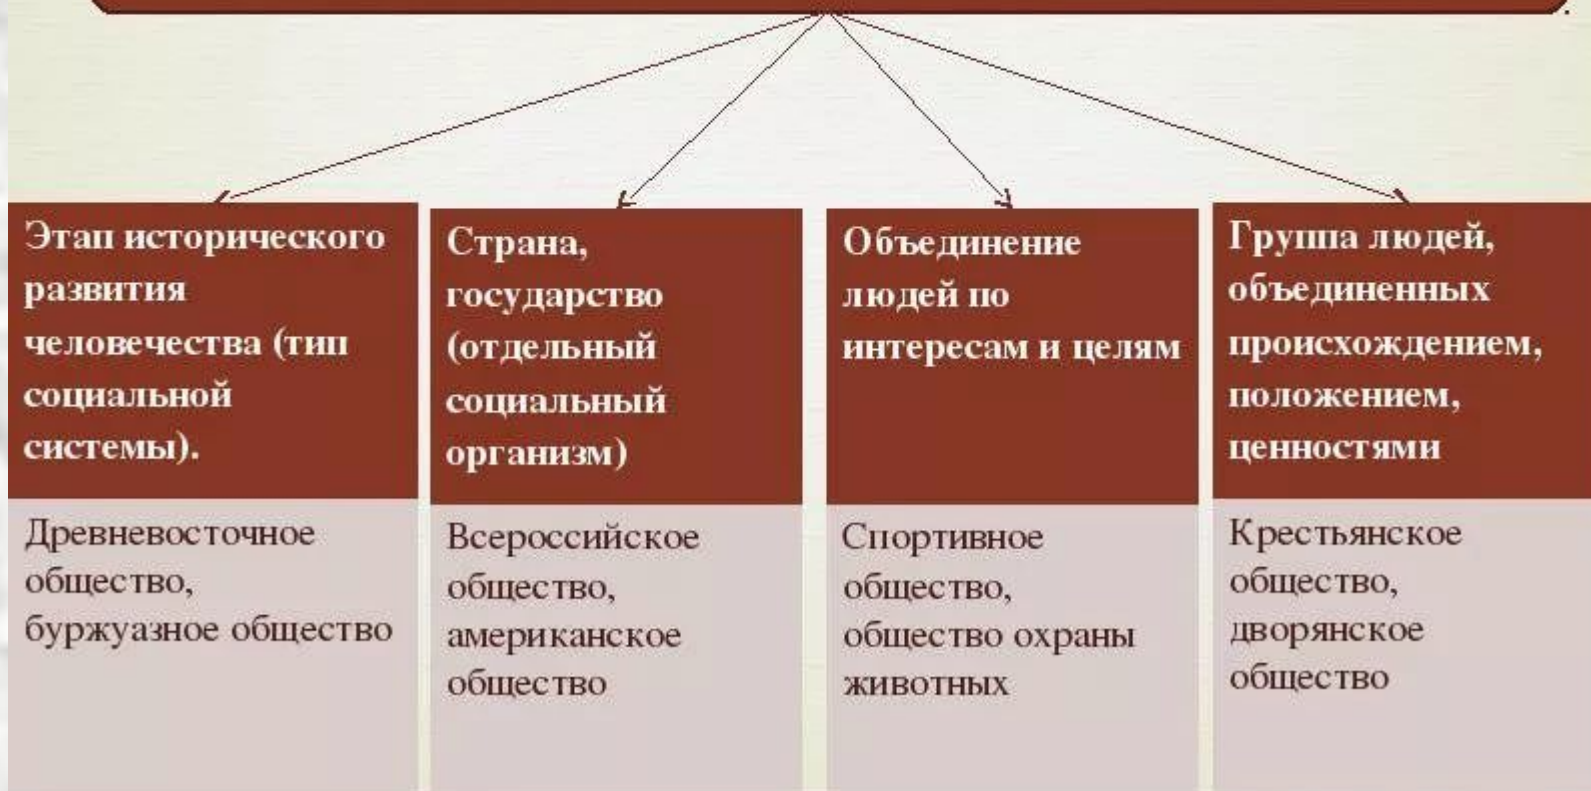 Этап исторического
развития
человечества (тип
социальной
системы).
Древневосточное
общество,
буржуазное общество
Страна,
государство
(отдельный
социальный
организм)
Всероссийское
общество,
американское
общество
Объединение
людей по
интересам и целям
Спортивное
общество,
общество охраны
животных
Группа людей,
объединенных
происхождением,
положением,
ценностями
Крестьянское
общество,
дворянское
общество